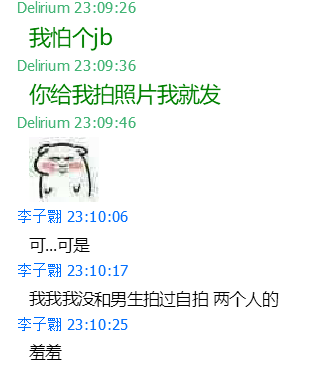 Delirium 23:09:26
我怕个jb
Delirium 23:09:36
你给我拍照片我就发
Delirium 23:09:46
李子翾 23:10:06
可...可是
李子翾 23:10:17
我我我没和男生拍过自拍 两个人的
李子翾 23:10:25
羞羞